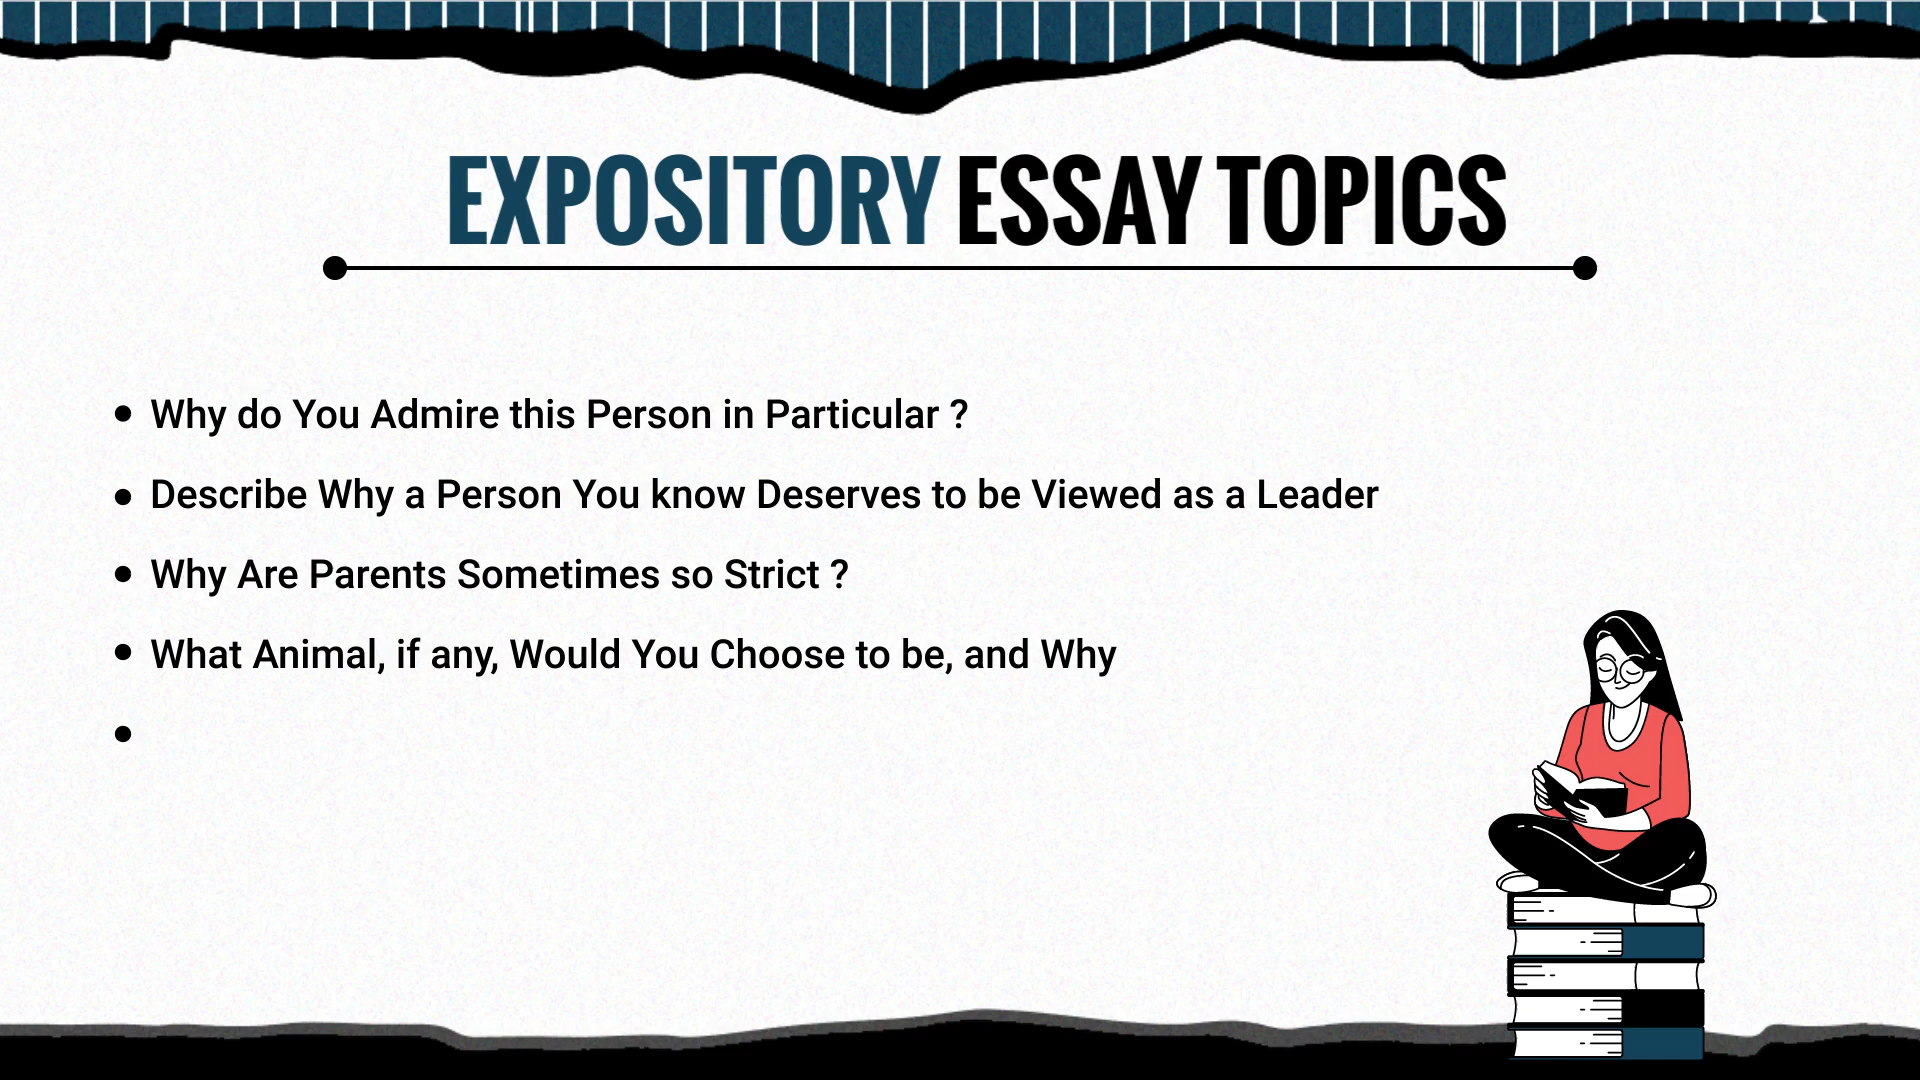 EXPOSITORY ESSAY TOPICS
• Why do You Admire this Person in Particular ?
• Describe Why a Person You know Deserves to be Viewed as a Leader
• Why Are Parents Sometimes so Strict ?
• What Animal, if any, Would You Choose to be, and Why
•